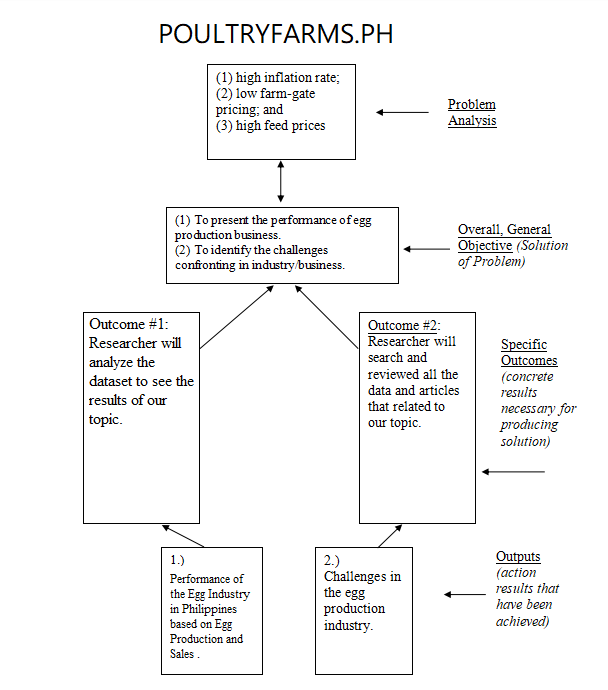 POULTRYFARMS.PH
(1) high inflation rate;
(2) low farm-gate
pricing; and
(3) high feed prices
Problem
Analysis
(1) To present the performance of egg
production business.
(2) To identify the challenges
confronting in industry/business.
Overall, General
Objective (Solution
of Problem)
Outcome #1:
Researcher will
analyze the
dataset to see the
results of our
topic.
Outcome #2:
Researcher will
search and
reviewed all the
data and articles
that related to
our topic.
Specific
Outcomes
(concrete
results
necessary for
producing
solution)
1.)
Performance of
the Egg Industry
in Philippines
based on Egg
Production and
Sales .
2.)
Challenges in
the egg
production
industry.
Outputs
(action
results that
have been
achieved)